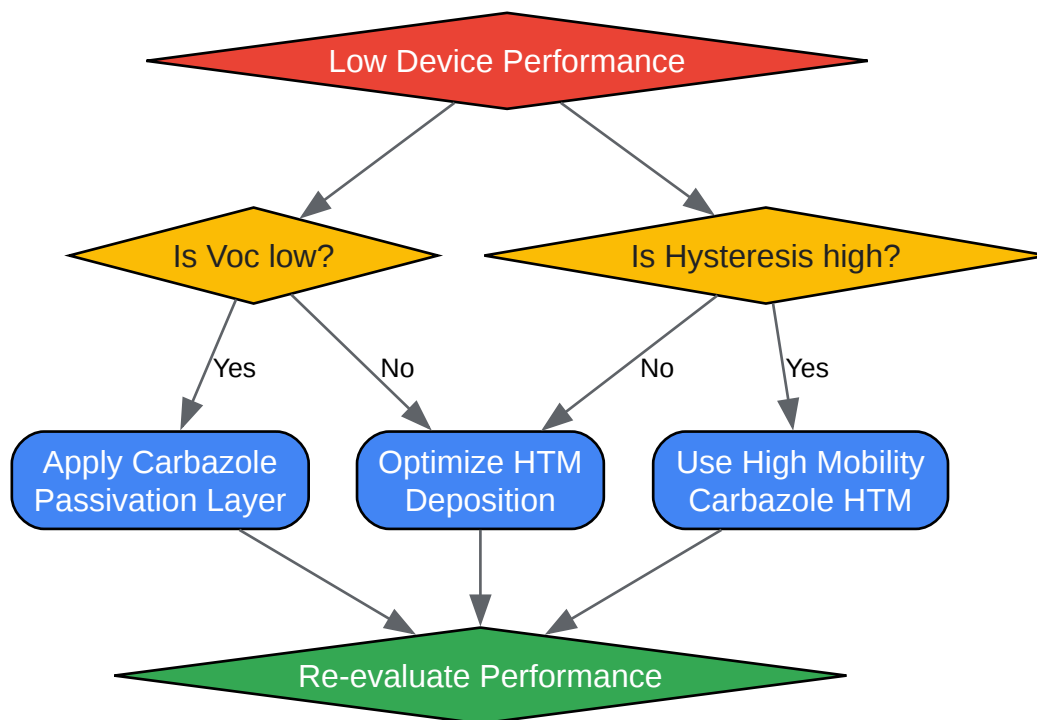 Low Device Performance
Is Voc low?
Is Hysteresis high?
Yes
No
No
Yes
Apply Carbazole
Passivation Layer
Optimize HTM
Deposition
Use High Mobility
Carbazole HTM
Re-evaluate Performance